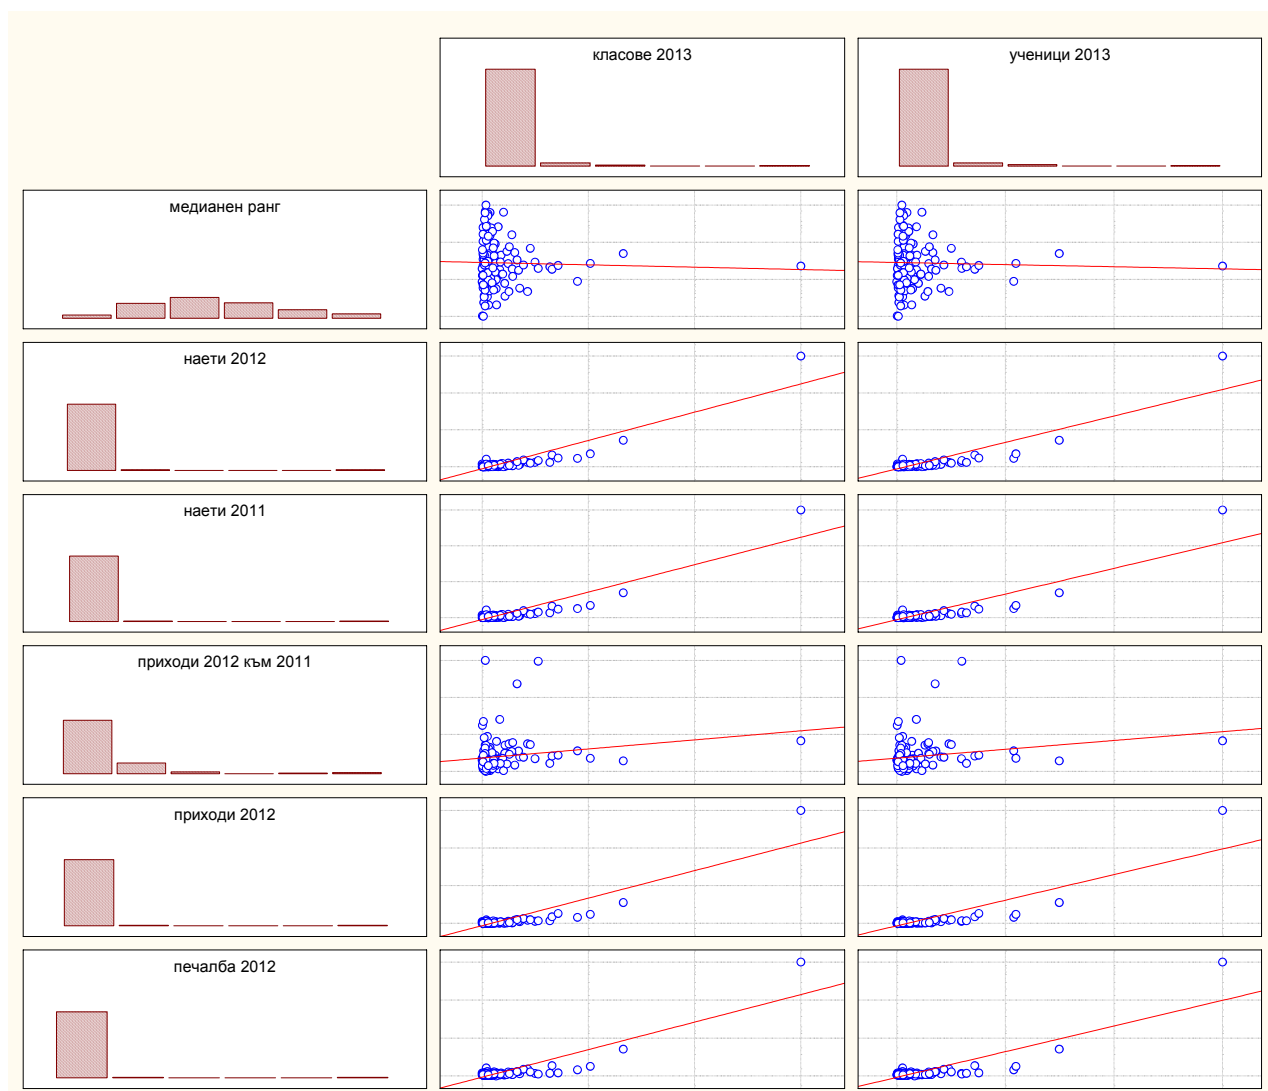 класове 2013
ученици 2013
медианен ранг
наети 2012
наети 2011
приходи 2012 към 2011
приходи 2012
печалба 2012